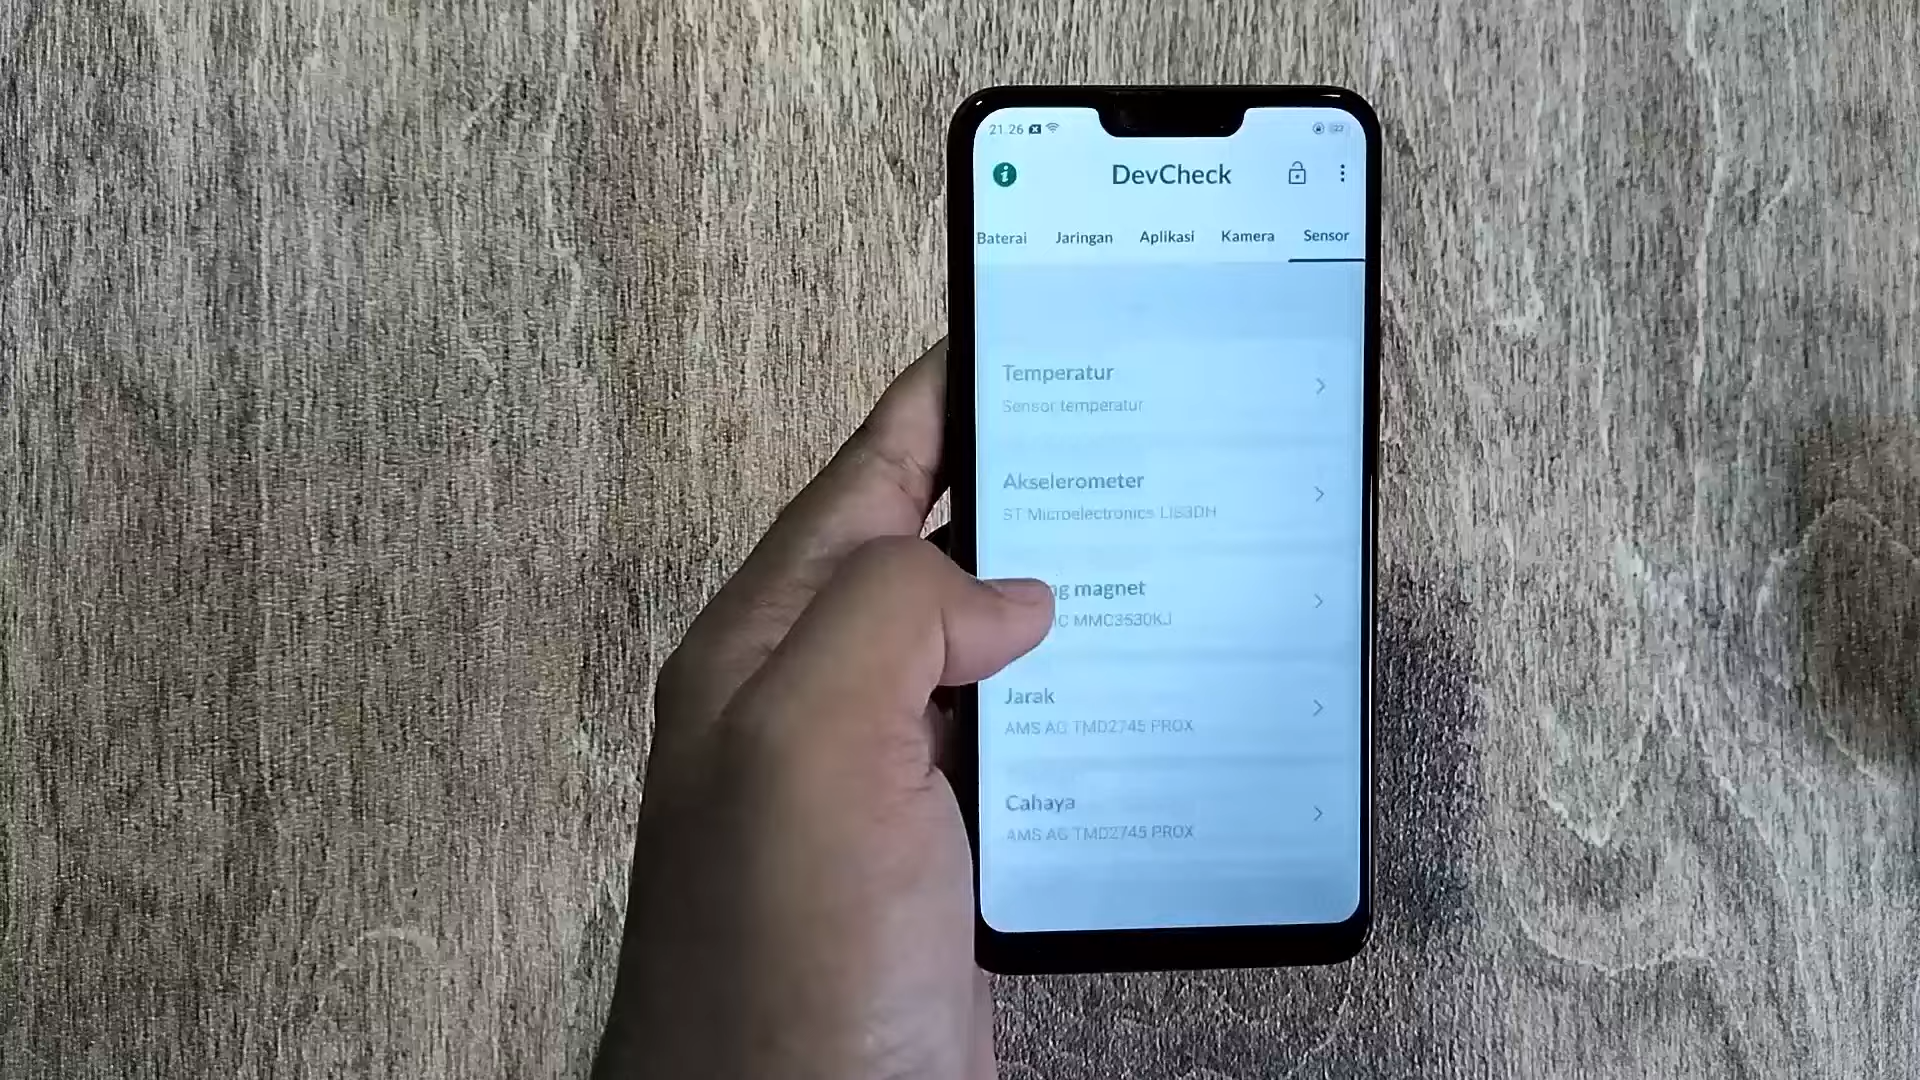 21.26
DevCheck
Baterai Jaringan Aplikasi Kamera Sensor
Temperatur
Sensor temperatur
Akselerometer
ST Microelectronics LIS3DH
magnet
MMC3530KJ
Jarak
AMS AG TMD2745 PROX
Cahaya
AMS AG TMD2745 PROX